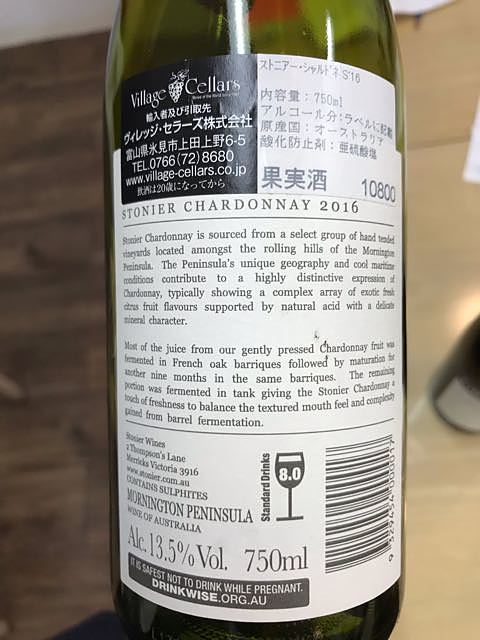 Village Cellars
輸入者及び引取先
ヴィレッジ・セラーズ株式会社
富山県氷見市上田上野6-5
TEL.0766(72)8680
www.village-cellars.co.jp
飲酒は20歳になってから
ストニアー・シャルドネ S'16
内容量：750ml
アルコール分：ラベルに記載
原産国：オーストラリア
酸化防止剤：亜硫酸塩
果実酒 10800
STONIER CHARDONNAY 2016
Stonier Chardonnay is sourced from a select group of hand tended
vineyards located amongst the rolling hills of the Mornington
Peninsula. The Peninsula's unique geography and cool maritime
conditions contribute to a highly distinctive expression of
Chardonnay, typically showing a complex array of exotic fresh
citrus fruit flavours supported by natural acid with a delicate
mineral character.
Most of the juice from our gently pressed Chardonnay fruit was
fermented in French oak barriques followed by maturation for
another nine months in the same barriques. The remaining
portion was fermented in tank giving the Stonier Chardonnay a
touch of freshness to balance the textured mouth feel and complexity
gained from barrel fermentation.
Stonier Wines
2 Thompson's Lane
Merricks Victoria 3916
www.stonier.com.au
CONTAINS SULPHITES
MORNINGTON PENINSULA
WINE OF AUSTRALIA
Alc. 13.5% Vol. 750ml
Standard Drinks
8.0
IT IS SAFEST NOT TO DRINK WHILE PREGNANT.
DRINKWISE.ORG.AU
9 329454 000017